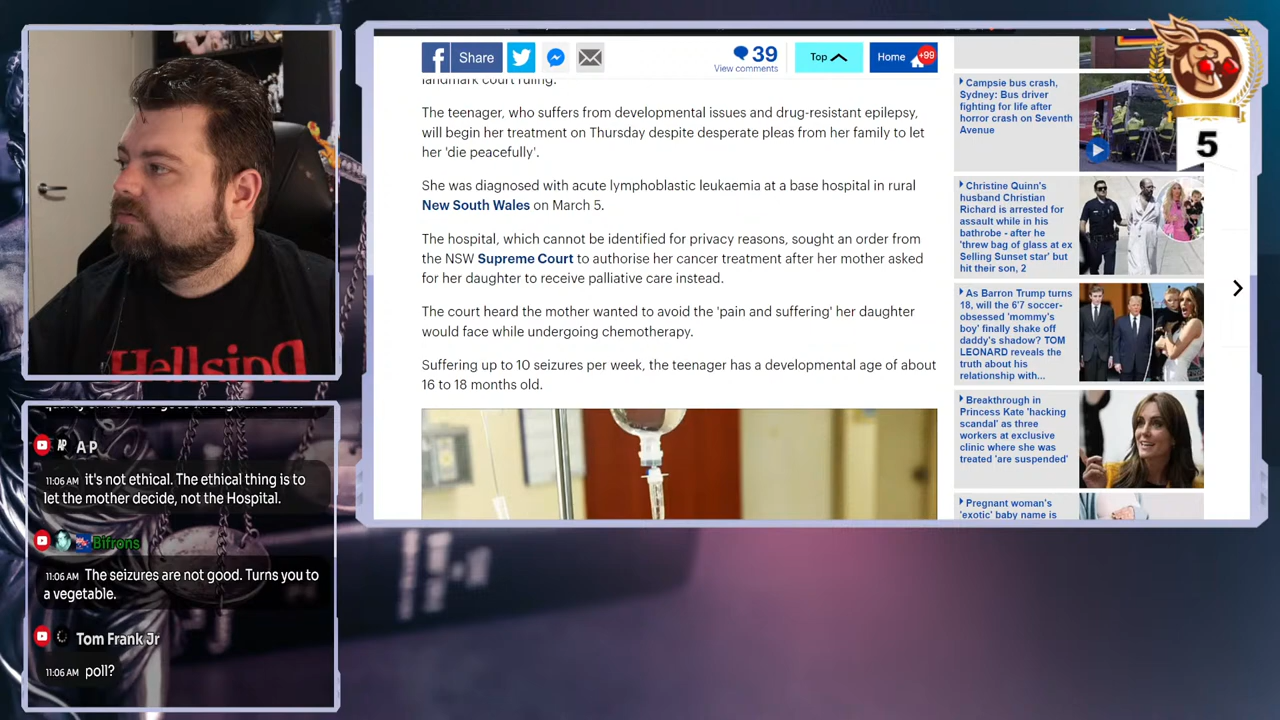 Share
39
View comments
Top
Home
+99
landmark court ruling.
The teenager, who suffers from developmental issues and drug-resistant epilepsy,
will begin her treatment on Thursday despite desperate pleas from her family to let
her 'die peacefully'.
She was diagnosed with acute lymphoblastic leukaemia at a base hospital in rural
New South Wales on March 5.
The hospital, which cannot be identified for privacy reasons, sought an order from
the NSW Supreme Court to authorise her cancer treatment after her mother asked
for her daughter to receive palliative care instead.
The court heard the mother wanted to avoid the 'pain and suffering' her daughter
would face while undergoing chemotherapy.
Suffering up to 10 seizures per week, the teenager has a developmental age of about
16 to 18 months old.
Campsie bus crash,
Sydney: Bus driver
fighting for life after
horror crash on Seventh
Avenue
Christine Quinn's
husband Christian
Richard is arrested for
assault while in his
bathrobe - after he
'threw bag of glass at ex
Selling Sunset star' but
hit their son, 2
As Barron Trump turns
18, will the 6'7 soccer-
obsessed 'mommy's
boy' finally shake off
daddy's shadow? TOM
LEONARD reveals the
truth about his
relationship with...
Breakthrough in
Princess Kate 'hacking
scandal' as three
workers at exclusive
clinic where she was
treated 'are suspended'
Pregnant woman's
'exotic' baby name is
5
Hellsing
AP A P
11:06 AM it's not ethical. The ethical thing is to
let the mother decide, not the Hospital.
Bifrons
11:06 AM The seizures are not good. Turns you to
a vegetable.
Tom Frank Jr
11:06 AM poll?